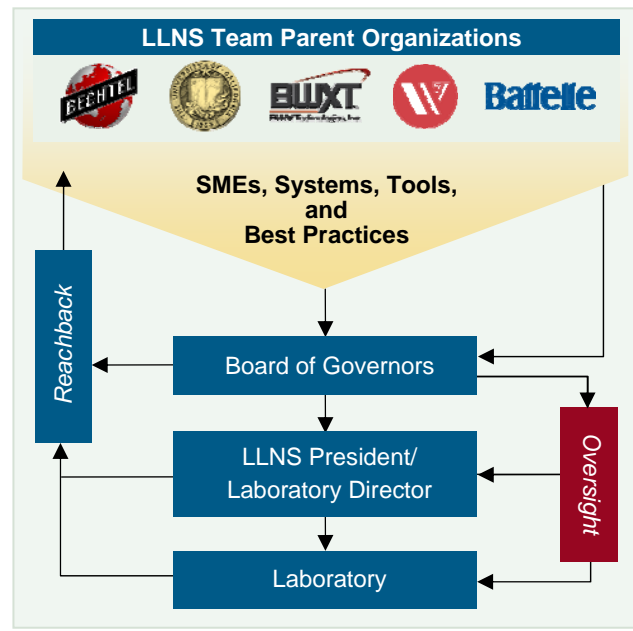 LLNS Team Parent Organizations
BECHTEL
BWXT
Battelle
SMEs, Systems, Tools,
and
Best Practices
Reachback
Board of Governors
LLNS President/
Laboratory Director
Oversight
Laboratory